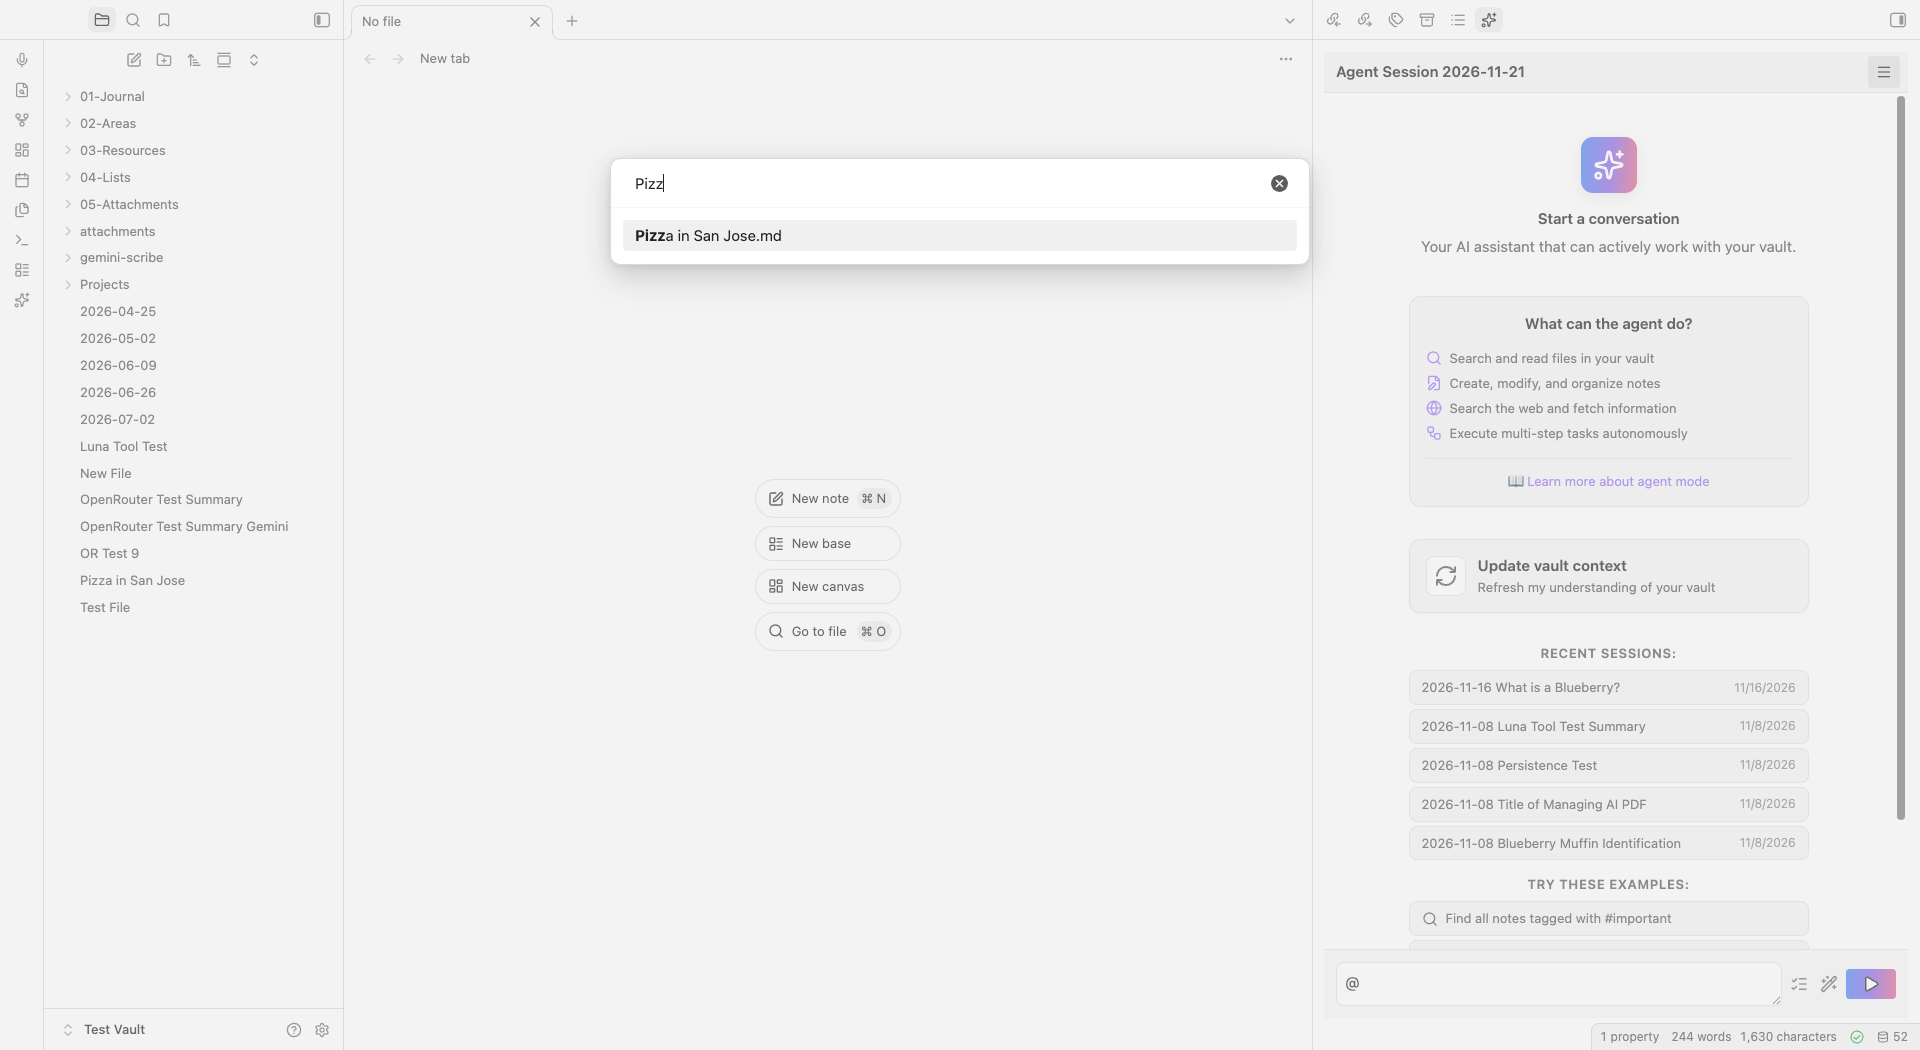 No file
New tab
Agent Session 2026-11-21
01-Journal
02-Areas
03-Resources
04-Lists
05-Attachments
attachments
gemini-scribe
Projects
2026-04-25
2026-05-02
2026-06-09
2026-06-26
2026-07-02
Luna Tool Test
New File
OpenRouter Test Summary
OpenRouter Test Summary Gemini
OR Test 9
Pizza in San Jose
Test File
Test Vault
Pizz
Pizza in San Jose.md
New note ⌘ N
New base
New canvas
Go to file ⌘ O
Start a conversation
Your AI assistant that can actively work with your vault.
What can the agent do?
Search and read files in your vault
Create, modify, and organize notes
Search the web and fetch information
Execute multi-step tasks autonomously
📖 Learn more about agent mode
Update vault context
Refresh my understanding of your vault
RECENT SESSIONS:
2026-11-16 What is a Blueberry? 11/16/2026
2026-11-08 Luna Tool Test Summary 11/8/2026
2026-11-08 Persistence Test 11/8/2026
2026-11-08 Title of Managing AI PDF 11/8/2026
2026-11-08 Blueberry Muffin Identification 11/8/2026
TRY THESE EXAMPLES:
Find all notes tagged with #important
@
1 property 244 words 1,630 characters 52